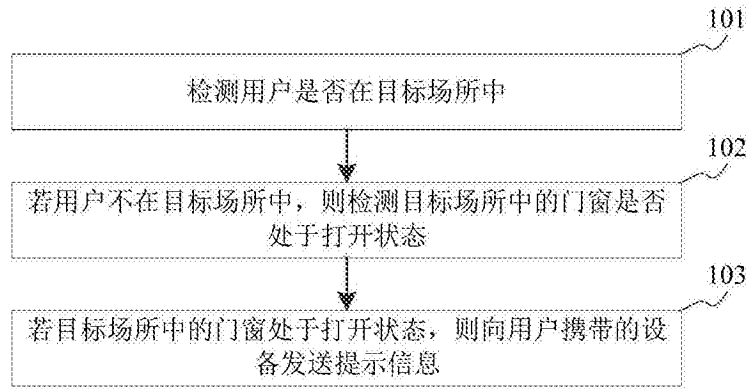 101
检测用户是否在目标场所中
102
若用户不在目标场所中，则检测目标场所中的门窗是否
处于打开状态
103
若目标场所中的门窗处于打开状态，则向用户携带的设
备发送提示信息